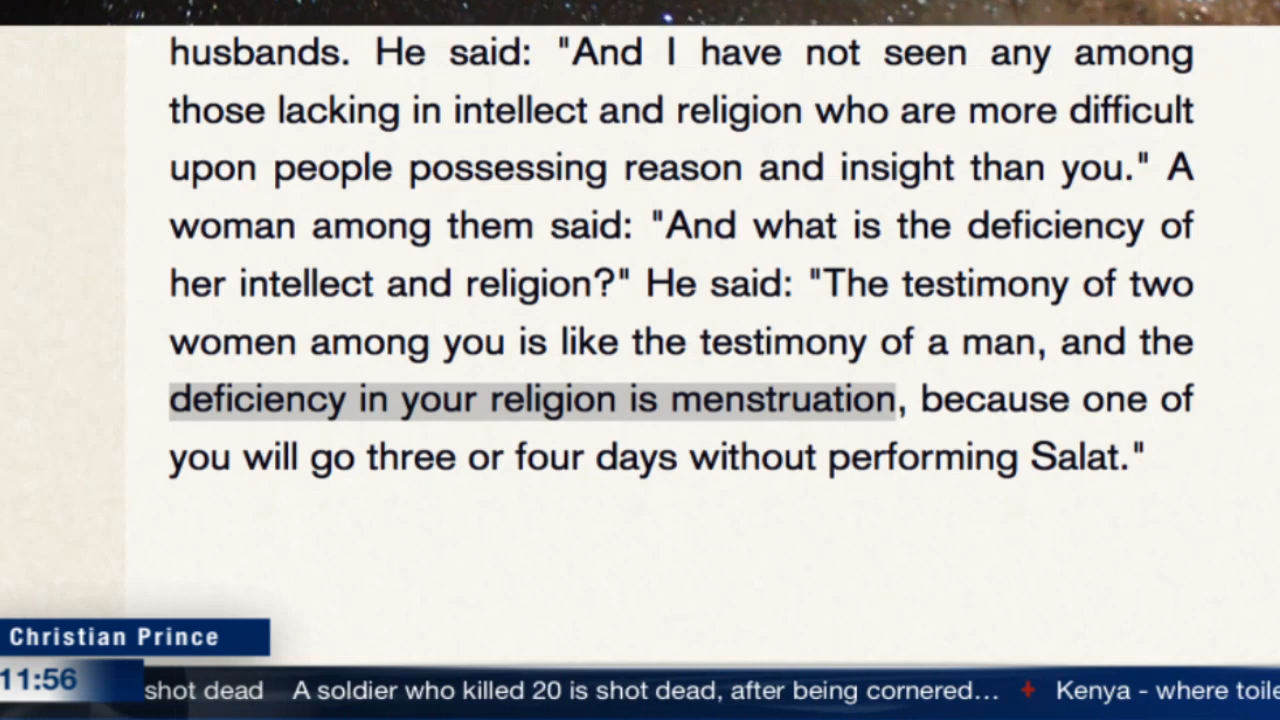 husbands. He said: "And I have not seen any among
those lacking in intellect and religion who are more difficult
upon people possessing reason and insight than you." A
woman among them said: "And what is the deficiency of
her intellect and religion?" He said: "The testimony of two
women among you is like the testimony of a man, and the
deficiency in your religion is menstruation, because one of
you will go three or four days without performing Salat."
Christian Prince
11:56
shot dead A soldier who killed 20 is shot dead, after being cornered... Kenya - where toile